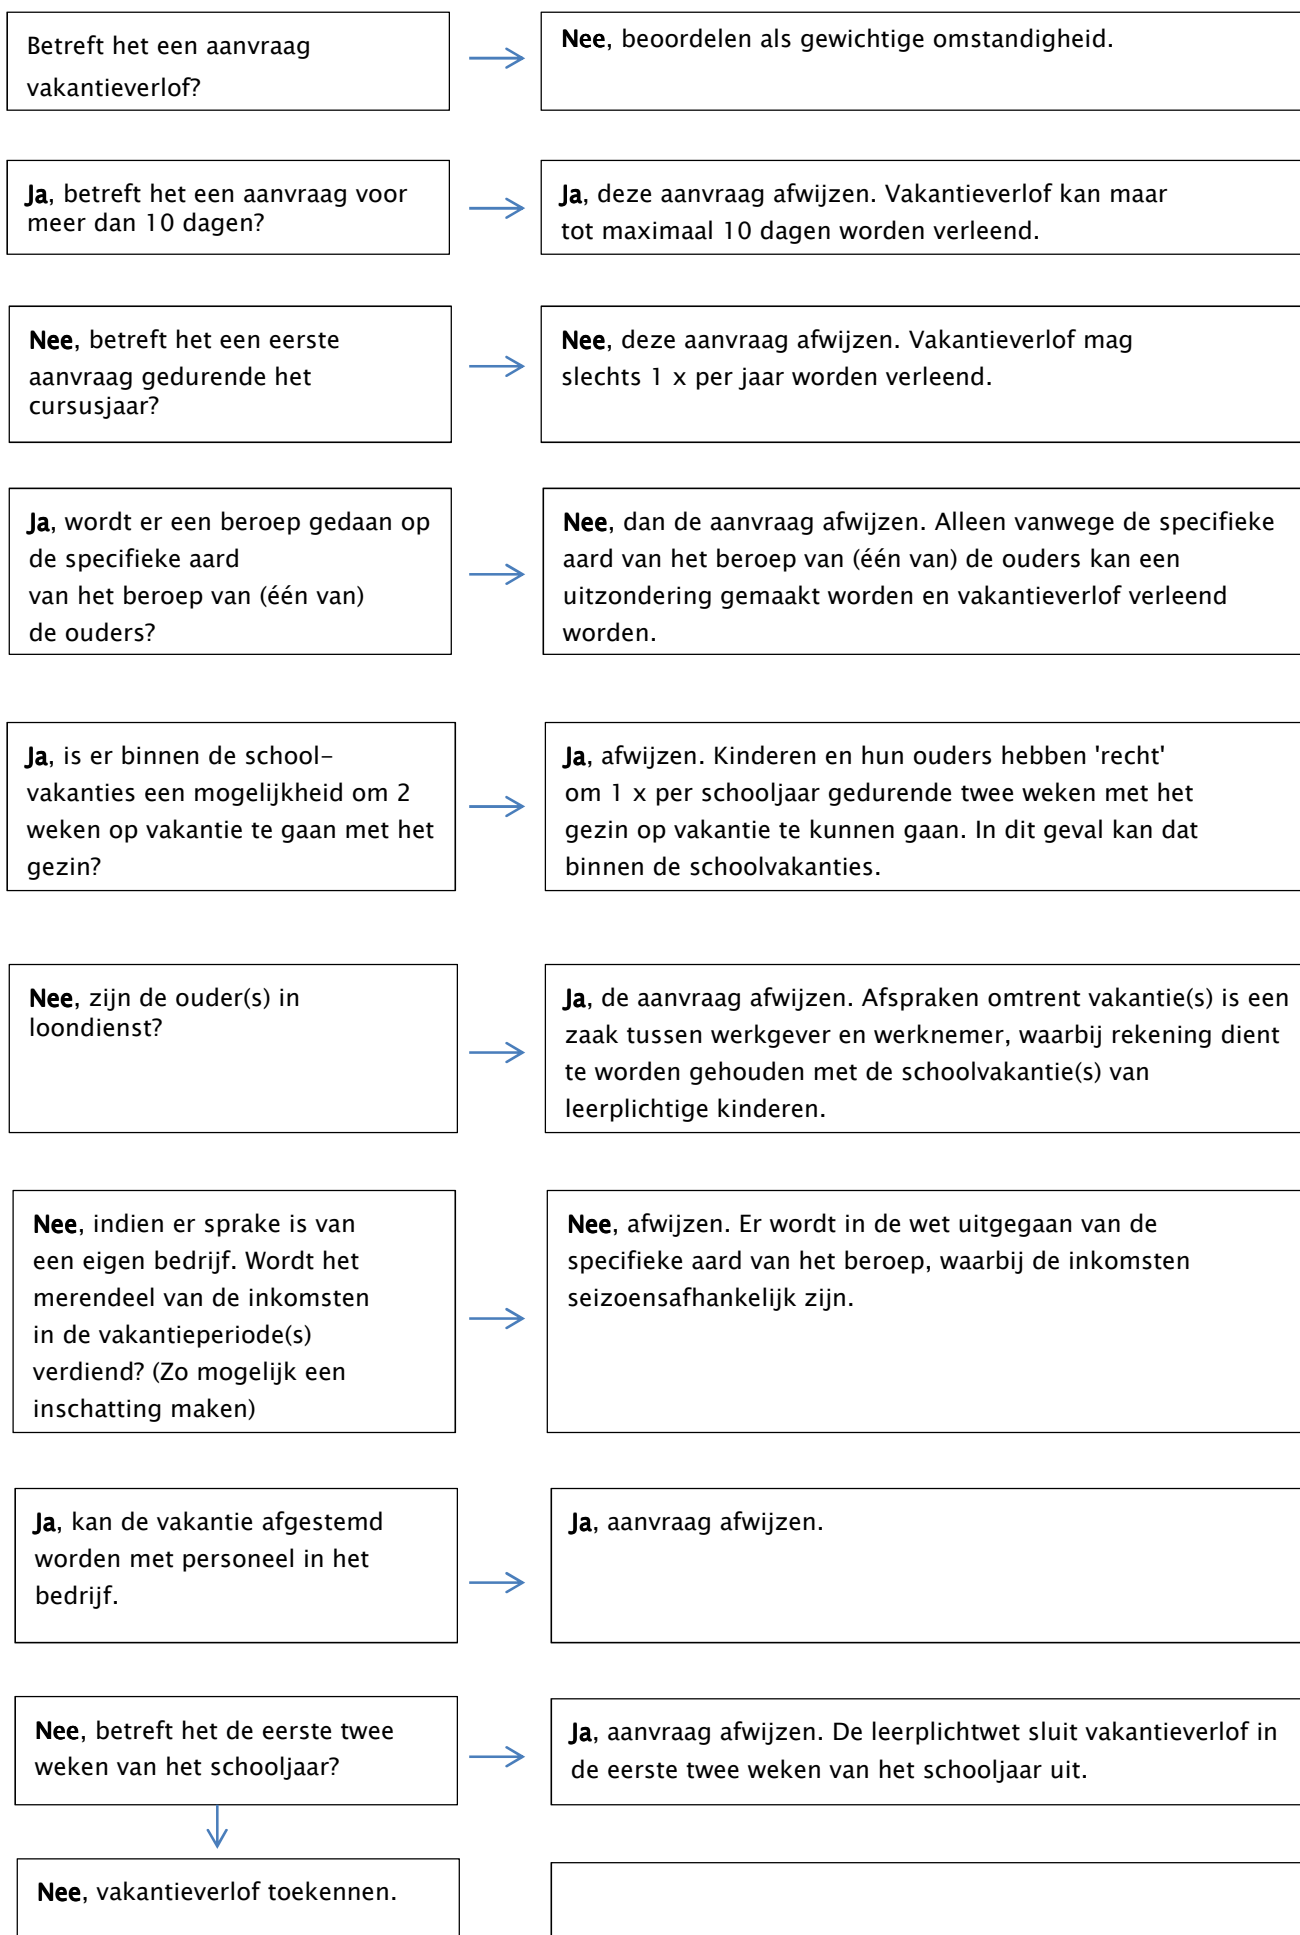 Betreft het een aanvraag
vakantieverlof?
Nee, beoordelen als gewichtige omstandigheid.
Ja, betreft het een aanvraag voor
meer dan 10 dagen?
Ja, deze aanvraag afwijzen. Vakantieverlof kan maar
tot maximaal 10 dagen worden verleend.
Nee, betreft het een eerste
aanvraag gedurende het
cursusjaar?
Nee, deze aanvraag afwijzen. Vakantieverlof mag
slechts 1 x per jaar worden verleend.
Ja, wordt er een beroep gedaan op
de specifieke aard
van het beroep van (één van)
de ouders?
Nee, dan de aanvraag afwijzen. Alleen vanwege de specifieke
aard van het beroep van (één van) de ouders kan een
uitzondering gemaakt worden en vakantieverlof verleend
worden.
Ja, is er binnen de school-
vakanties een mogelijkheid om 2
weken op vakantie te gaan met het
gezin?
Ja, afwijzen. Kinderen en hun ouders hebben 'recht'
om 1 x per schooljaar gedurende twee weken met het
gezin op vakantie te kunnen gaan. In dit geval kan dat
binnen de schoolvakanties.
Nee, zijn de ouder(s) in
loondienst?
Ja, de aanvraag afwijzen. Afspraken omtrent vakantie(s) is een
zaak tussen werkgever en werknemer, waarbij rekening dient
te worden gehouden met de schoolvakantie(s) van
leerplichtige kinderen.
Nee, indien er sprake is van
een eigen bedrijf. Wordt het
merendeel van de inkomsten
in de vakantieperiode(s)
verdiend? (Zo mogelijk een
inschatting maken)
Nee, afwijzen. Er wordt in de wet uitgegaan van de
specifieke aard van het beroep, waarbij de inkomsten
seizoensafhankelijk zijn.
Ja, kan de vakantie afgestemd
worden met personeel in het
bedrijf.
Ja, aanvraag afwijzen.
Nee, betreft het de eerste twee
weken van het schooljaar?
Ja, aanvraag afwijzen. De leerplichtwet sluit vakantieverlof in
de eerste twee weken van het schooljaar uit.
Nee, vakantieverlof toekennen.